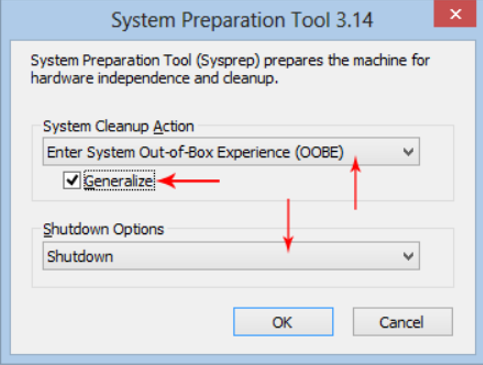 System Preparation Tool 3.14
System Preparation Tool (Sysprep) prepares the machine for
hardware independence and cleanup.
System Cleanup Action
Enter System Out-of-Box Experience (OOBE)
Generalize
Shutdown Options
Shutdown
OK
Cancel